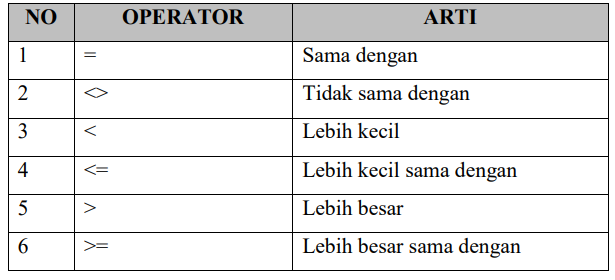 NO OPERATOR ARTI
1 = Sama dengan
2 <> Tidak sama dengan
3 < Lebih kecil
4 <= Lebih kecil sama dengan
5 > Lebih besar
6 >= Lebih besar sama dengan